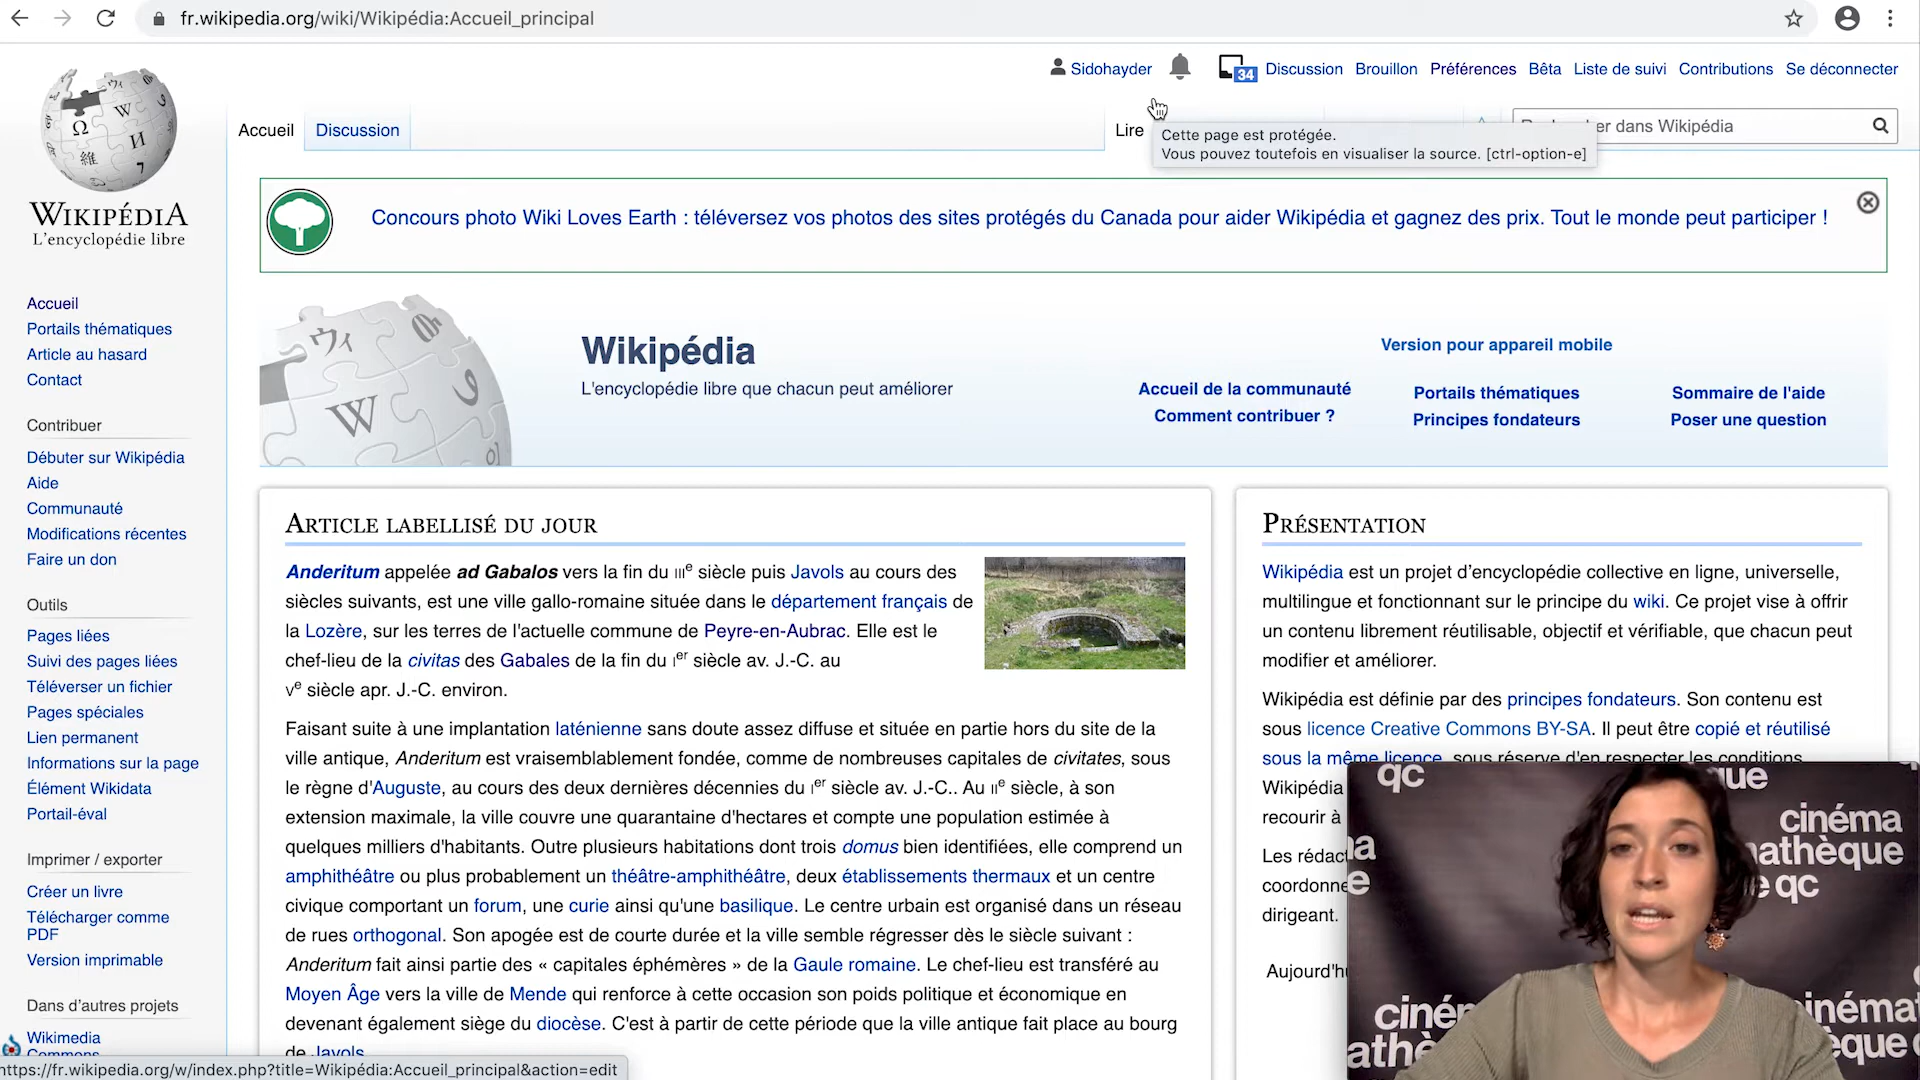 fr.wikipedia.org/wiki/Wikipédia:Accueil_principal
Sidohayder
34
Discussion
Brouillon
Préférences
Bêta
Liste de suivi
Contributions
Se déconnecter
Accueil
Discussion
Lire
er dans Wikipédia
Cette page est protégée.
Vous pouvez toutefois en visualiser la source. [ctrl-option-e]
WIKIPÉDIA
L'encyclopédie libre
Concours photo Wiki Loves Earth : téléversez vos photos des sites protégés du Canada pour aider Wikipédia et gagnez des prix. Tout le monde peut participer !
Accueil
Portails thématiques
Article au hasard
Contact
Contribuer
Débuter sur Wikipédia
Aide
Communauté
Modifications récentes
Faire un don
Outils
Pages liées
Suivi des pages liées
Téléverser un fichier
Pages spéciales
Lien permanent
Informations sur la page
Élément Wikidata
Portail-éval
Imprimer / exporter
Créer un livre
Télécharger comme
PDF
Version imprimable
Dans d'autres projets
Wikimedia
Commons
Wikipédia
L'encyclopédie libre que chacun peut améliorer
Version pour appareil mobile
Accueil de la communauté
Comment contribuer ?
Portails thématiques
Principes fondateurs
Sommaire de l'aide
Poser une question
Article labellisé du jour
Anderitum appelée ad Gabalos vers la fin du IIIe siècle puis Javols au cours des
siècles suivants, est une ville gallo-romaine située dans le département français de
la Lozère, sur les terres de l'actuelle commune de Peyre-en-Aubrac. Elle est le
chef-lieu de la civitas des Gabales de la fin du Ier siècle av. J.-C. au
Ve siècle apr. J.-C. environ.
Faisant suite à une implantation laténienne sans doute assez diffuse et située en partie hors du site de la
ville antique, Anderitum est vraisemblablement fondée, comme de nombreuses capitales de civitates, sous
le règne d'Auguste, au cours des deux dernières décennies du Ier siècle av. J.-C.. Au IIe siècle, à son
extension maximale, la ville couvre une quarantaine d'hectares et compte une population estimée à
quelques milliers d'habitants. Outre plusieurs habitations dont trois domus bien identifiées, elle comprend un
amphithéâtre ou plus probablement un théâtre-amphithéâtre, deux établissements thermaux et un centre
civique comportant un forum, une curie ainsi qu'une basilique. Le centre urbain est organisé dans un réseau
de rues orthogonal. Son apogée est de courte durée et la ville semble régresser dès le siècle suivant :
Anderitum fait ainsi partie des « capitales éphémères » de la Gaule romaine. Le chef-lieu est transféré au
Moyen Âge vers la ville de Mende qui renforce à cette occasion son poids politique et économique en
devenant également siège du diocèse. C'est à partir de cette période que la ville antique fait place au bourg
de Javols
Présentation
Wikipédia est un projet d'encyclopédie collective en ligne, universelle,
multilingue et fonctionnant sur le principe du wiki. Ce projet vise à offrir
un contenu librement réutilisable, objectif et vérifiable, que chacun peut
modifier et améliorer.
Wikipédia est définie par des principes fondateurs. Son contenu est
sous licence Creative Commons BY-SA. Il peut être copié et réutilisé
sous la même licence, sous réserve d'en respecter les conditions.
Wikipédia
recourir à
Les rédact
coordonne
dirigeant.
Aujourd'hu
qc
que
cinéma
mathèque
qc
https://fr.wikipedia.org/w/index.php?title=Wikipédia:Accueil_principal&action=edit